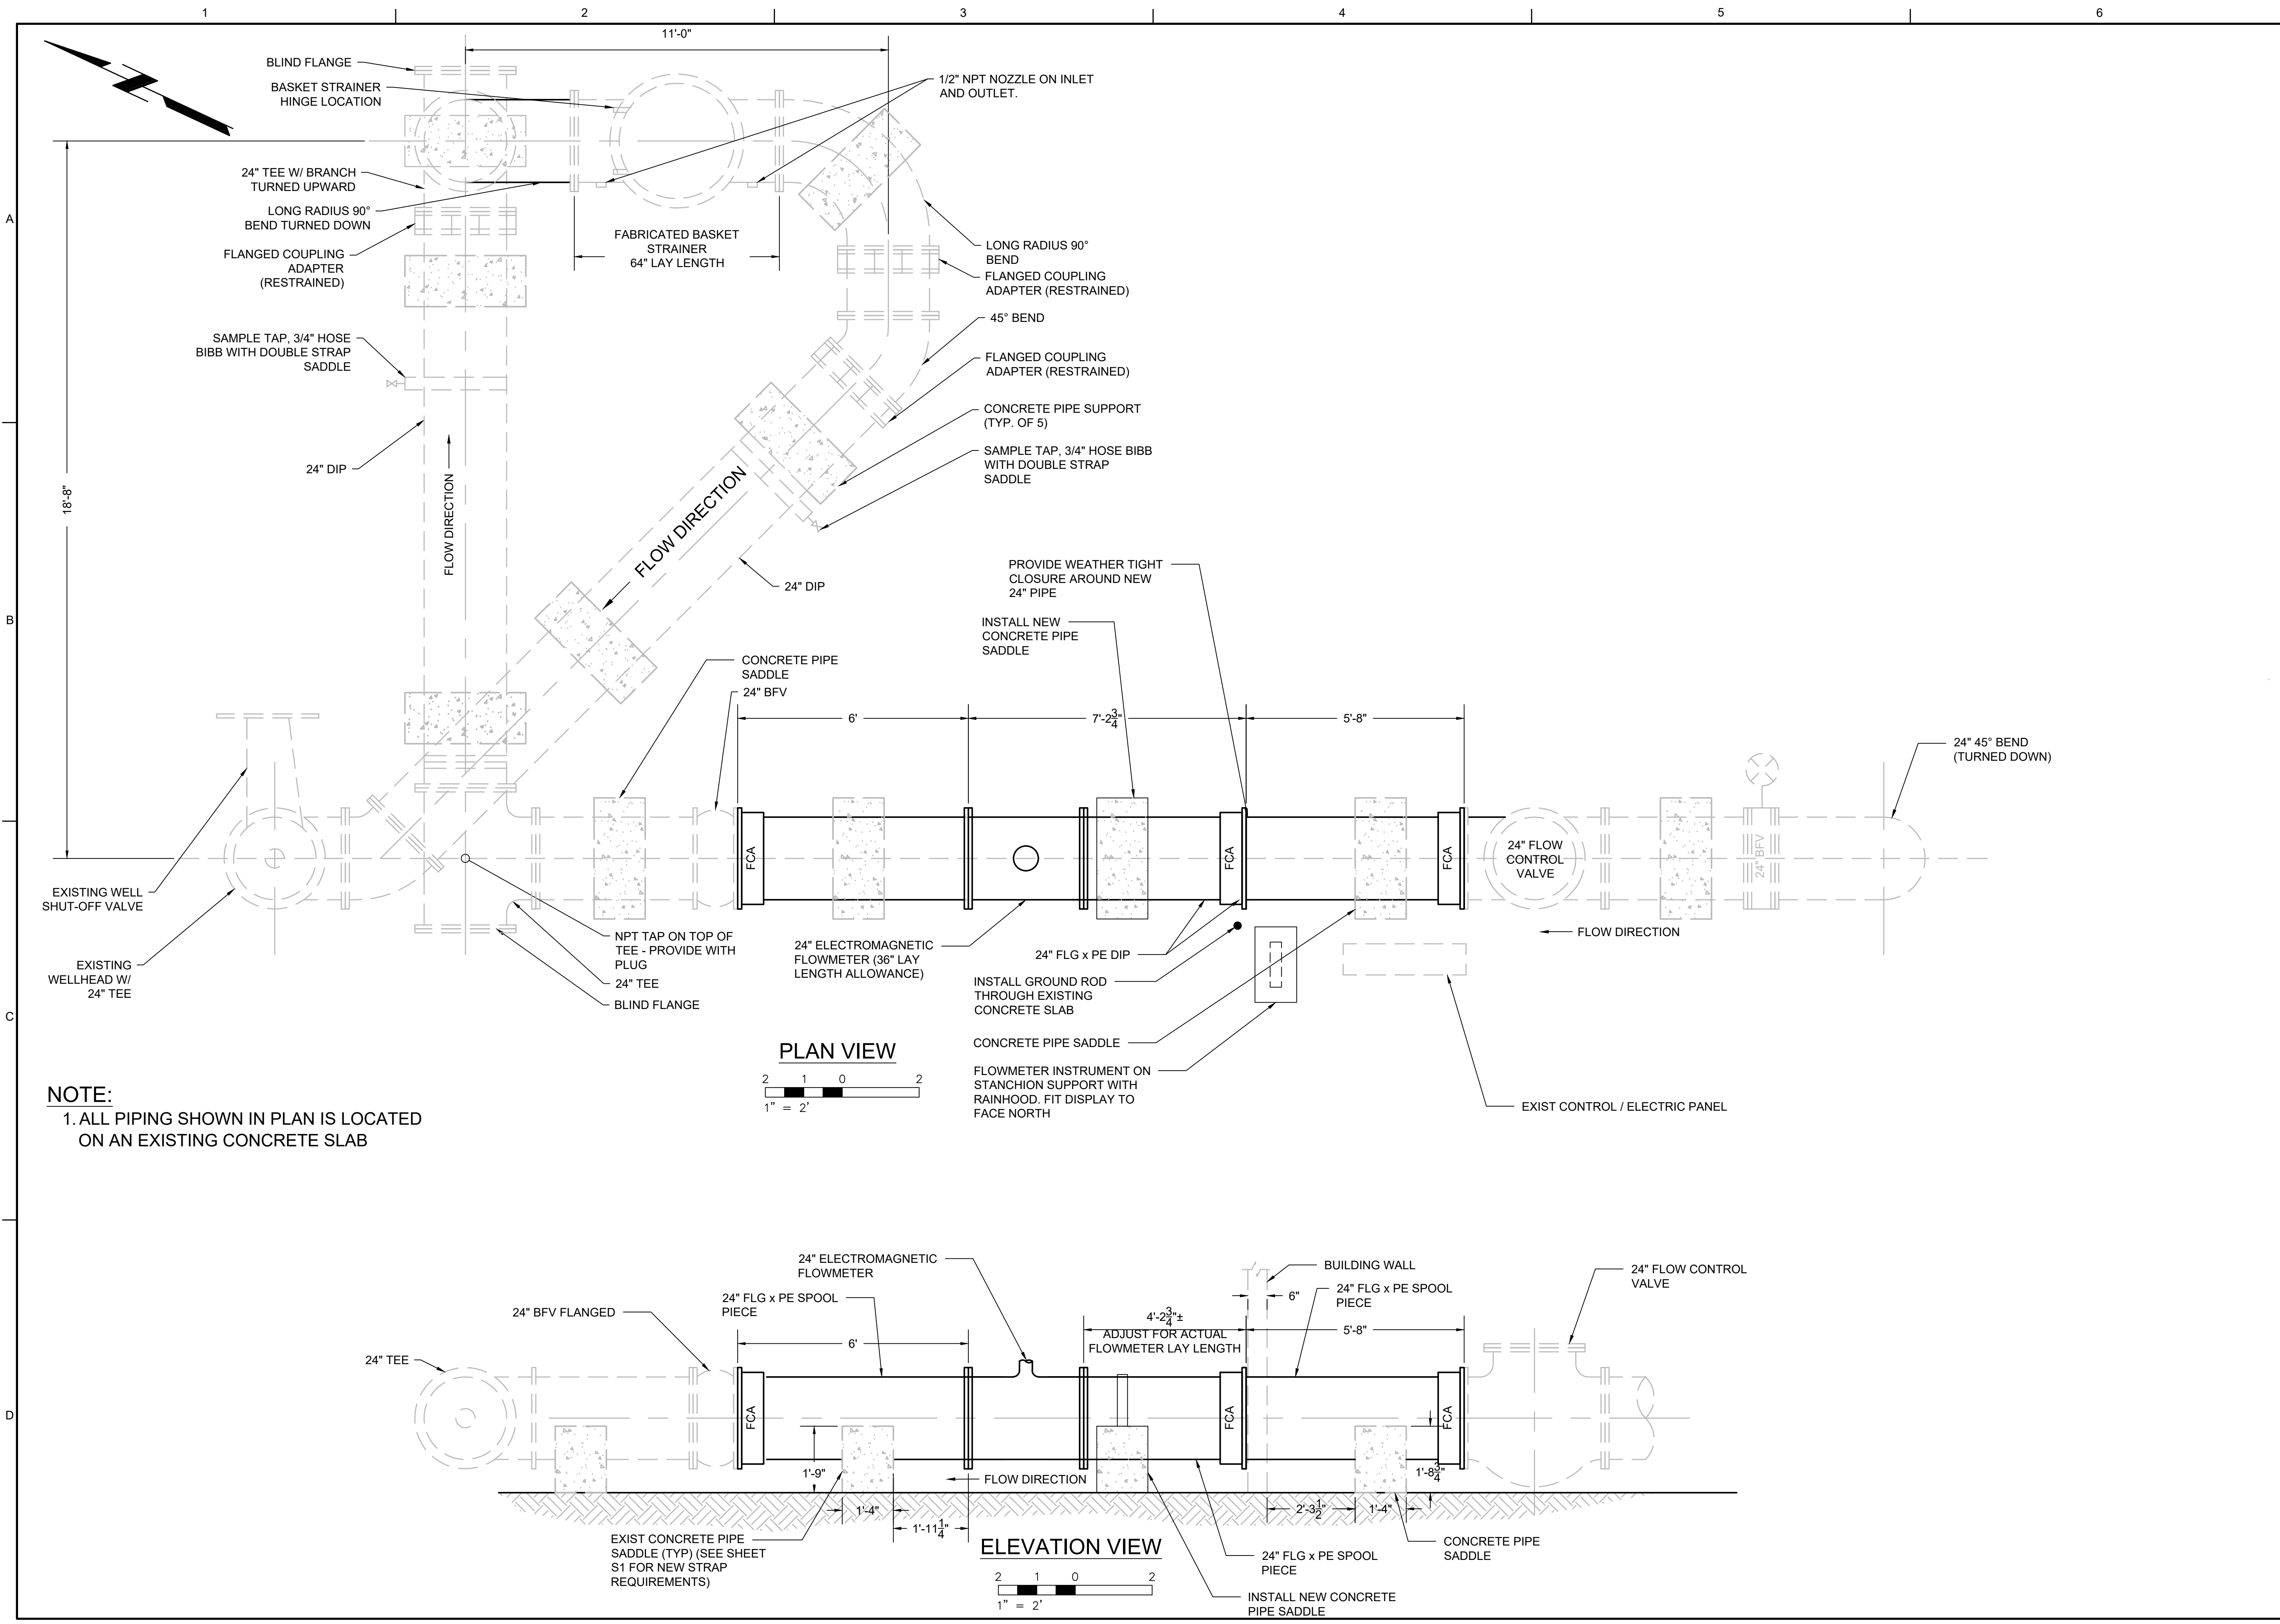 1
2
3
4
5
6
A
B
C
D
11'-0"
BLIND FLANGE
BASKET STRAINER
HINGE LOCATION
1/2" NPT NOZZLE ON INLET
AND OUTLET.
24" TEE W/ BRANCH
TURNED UPWARD
LONG RADIUS 90°
BEND TURNED DOWN
FLANGED COUPLING
ADAPTER
(RESTRAINED)
FABRICATED BASKET
STRAINER
64" LAY LENGTH
LONG RADIUS 90°
BEND
FLANGED COUPLING
ADAPTER (RESTRAINED)
45° BEND
FLANGED COUPLING
ADAPTER (RESTRAINED)
SAMPLE TAP, 3/4" HOSE
BIBB WITH DOUBLE STRAP
SADDLE
CONCRETE PIPE SUPPORT
(TYP. OF 5)
SAMPLE TAP, 3/4" HOSE BIBB
WITH DOUBLE STRAP
SADDLE
24" DIP
18'-8"
FLOW DIRECTION
FLOW DIRECTION
24" DIP
PROVIDE WEATHER TIGHT
CLOSURE AROUND NEW
24" PIPE
INSTALL NEW
CONCRETE PIPE
SADDLE
CONCRETE PIPE
SADDLE
24" BFV
6'
7'-2 3/4"
5'-8"
24" 45° BEND
(TURNED DOWN)
FCA
FCA
FCA
24" FLOW
CONTROL
VALVE
24" BFV
EXISTING WELL
SHUT-OFF VALVE
EXISTING
WELLHEAD W/
24" TEE
NPT TAP ON TOP OF
TEE - PROVIDE WITH
PLUG
24" TEE
BLIND FLANGE
24" ELECTROMAGNETIC
FLOWMETER (36" LAY
LENGTH ALLOWANCE)
24" FLG x PE DIP
INSTALL GROUND ROD
THROUGH EXISTING
CONCRETE SLAB
CONCRETE PIPE SADDLE
FLOWMETER INSTRUMENT ON
STANCHION SUPPORT WITH
RAINHOOD. FIT DISPLAY TO
FACE NORTH
FLOW DIRECTION
EXIST CONTROL / ELECTRIC PANEL
PLAN VIEW
2 1 0 2
1" = 2'
NOTE:
1. ALL PIPING SHOWN IN PLAN IS LOCATED
ON AN EXISTING CONCRETE SLAB
24" ELECTROMAGNETIC
FLOWMETER
24" FLG x PE SPOOL
PIECE
24" BFV FLANGED
24" TEE
6'
BUILDING WALL
6"
24" FLG x PE SPOOL
PIECE
4'-2 3/4"±
ADJUST FOR ACTUAL
FLOWMETER LAY LENGTH
5'-8"
24" FLOW CONTROL
VALVE
FCA
FCA
FCA
1'-9"
FLOW DIRECTION
1'-8 3/4"
1'-4"
1'-11 1/4"
2'-3 1/2"
1'-4"
EXIST CONCRETE PIPE
SADDLE (TYP) (SEE SHEET
S1 FOR NEW STRAP
REQUIREMENTS)
24" FLG x PE SPOOL
PIECE
CONCRETE PIPE
SADDLE
INSTALL NEW CONCRETE
PIPE SADDLE
ELEVATION VIEW
2 1 0 2
1" = 2'